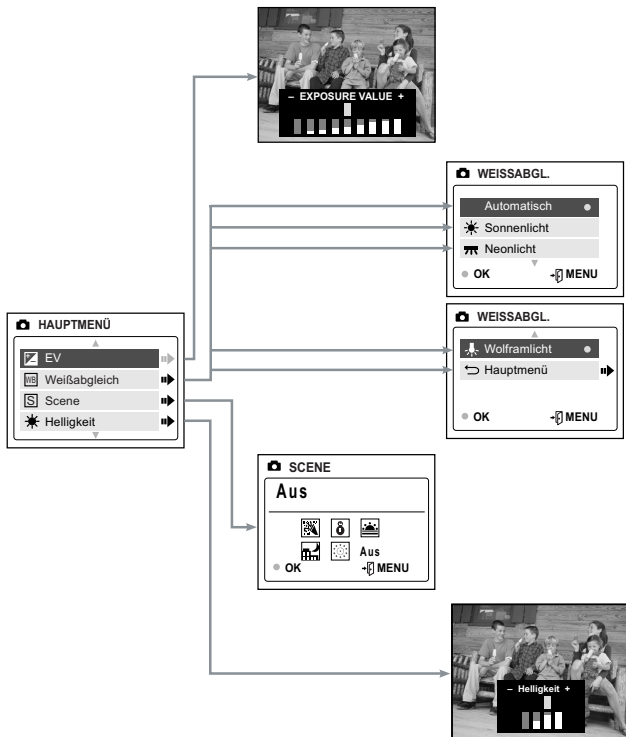 – EXPOSURE VALUE +
WEISSABGL.
Automatisch
Sonnenlicht
Neonlicht
OK MENU
HAUPTMENÜ
EV
WB Weißabgleich
S Scene
Helligkeit
WEISSABGL.
Wolframlicht
Hauptmenü
OK MENU
SCENE
Aus
Aus
OK MENU
– Helligkeit +